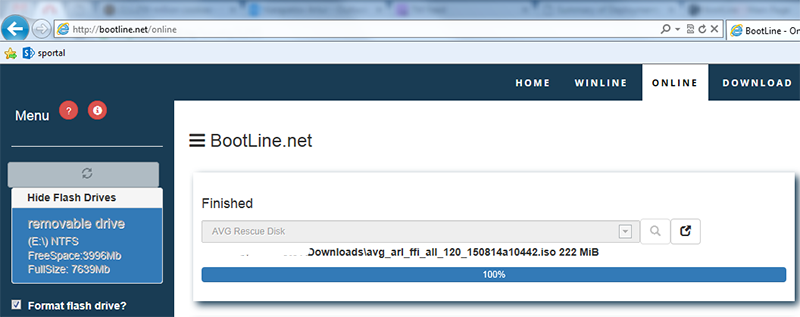 http://bootline.net/online
BootLine - On
sportal
HOME WINLINE ONLINE DOWNLOAD
Menu ? i
BootLine.net
Hide Flash Drives
removable drive
(E:\) NTFS
FreeSpace:3996Mb
FullSize: 7639Mb
Format flash drive?
Finished
AVG Rescue Disk
Downloads\avg_arl_ffi_all_120_150814a10442.iso 222 MiB
100%